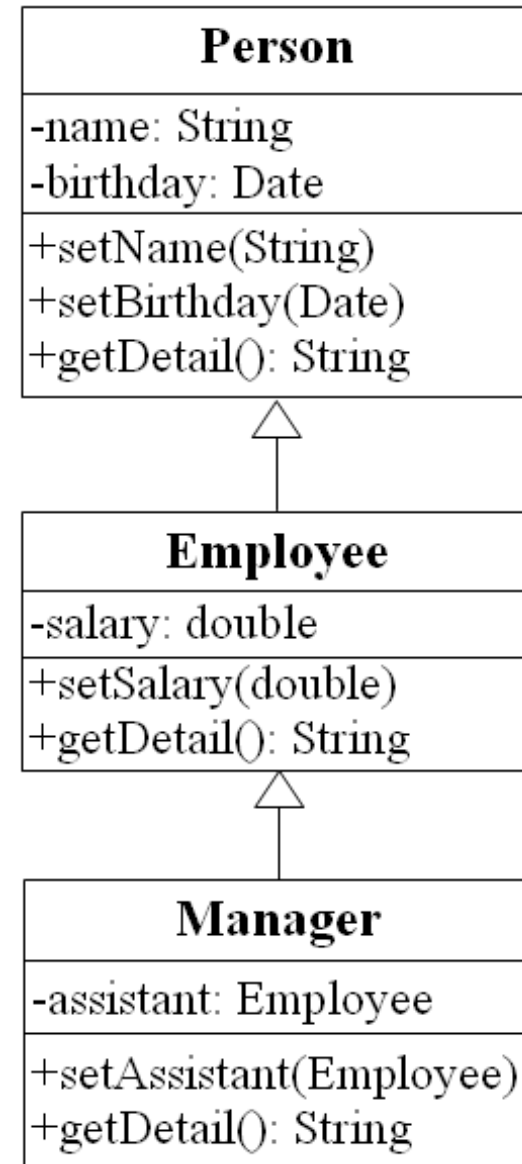 Person
-name: String
-birthday: Date
+setName(String)
+setBirthday(Date)
+getDetail(): String
Employee
-salary: double
+setSalary(double)
+getDetail(): String
Manager
-assistant: Employee
+setAssistant(Employee)
+getDetail(): String